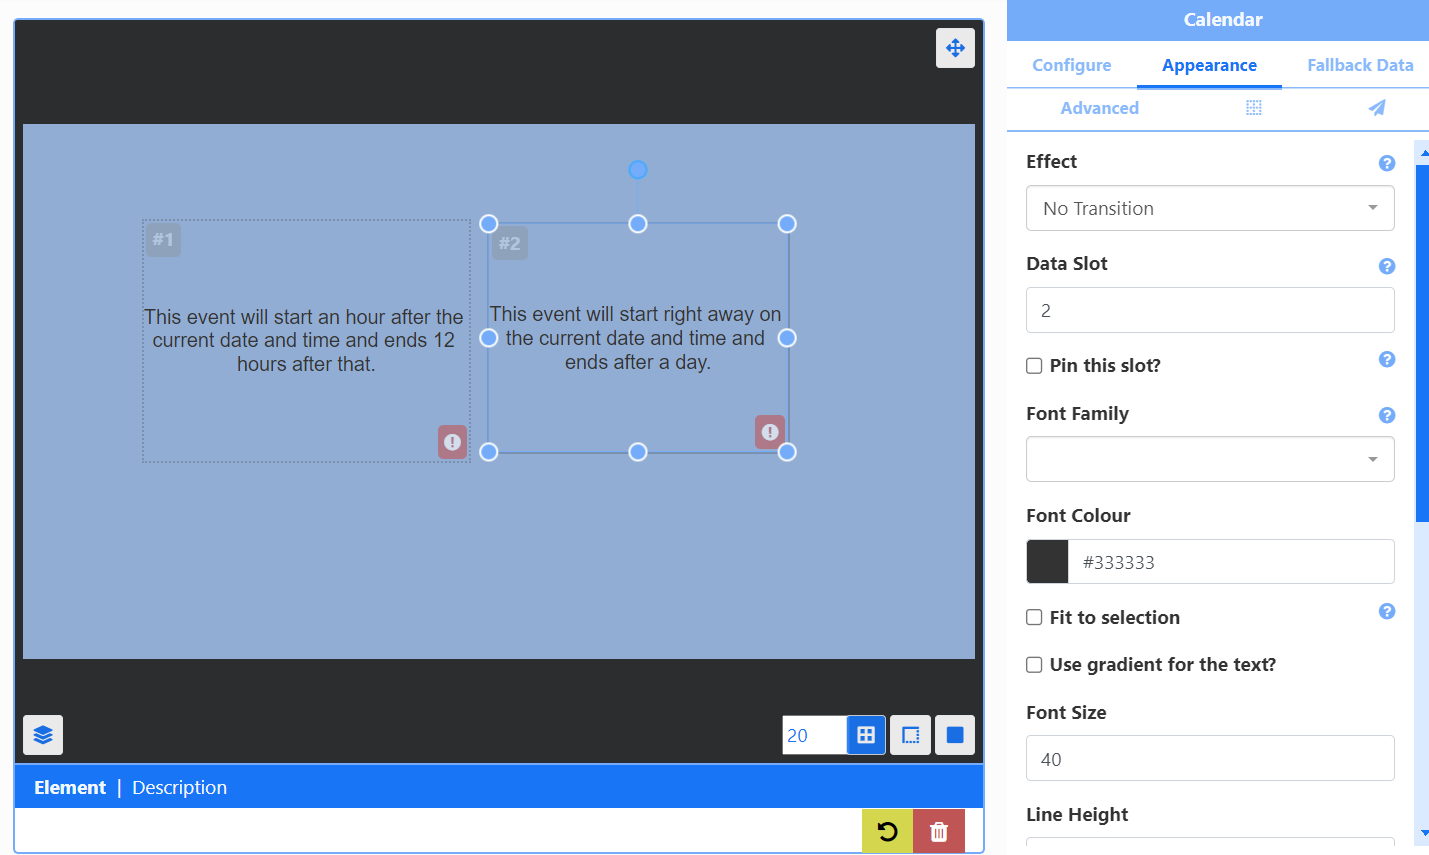 Calendar
Configure
Appearance
Fallback Data
Advanced
#1
This event will start an hour after the
current date and time and ends 12
hours after that.
#2
This event will start right away on
the current date and time and
ends after a day.
20
Element | Description
Effect
No Transition
Data Slot
2
Pin this slot?
Font Family
Font Colour
#333333
Fit to selection
Use gradient for the text?
Font Size
40
Line Height